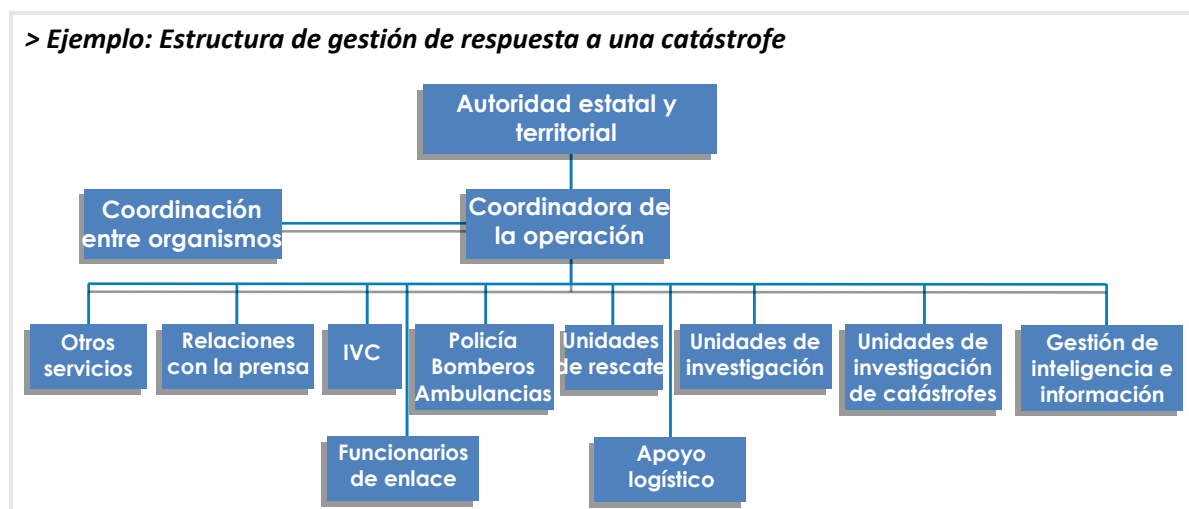 > Ejemplo: Estructura de gestión de respuesta a una catástrofe
Autoridad estatal y
territorial
Coordinación
entre organismos
Coordinadora de
la operación
Otros
servicios
Relaciones
con la prensa
IVC
Policía
Bomberos
Ambulancias
Unidades
de rescate
Unidades de
investigación
Unidades de
investigación
de catástrofes
Gestión de
inteligencia e
información
Funcionarios
de enlace
Apoyo
logístico